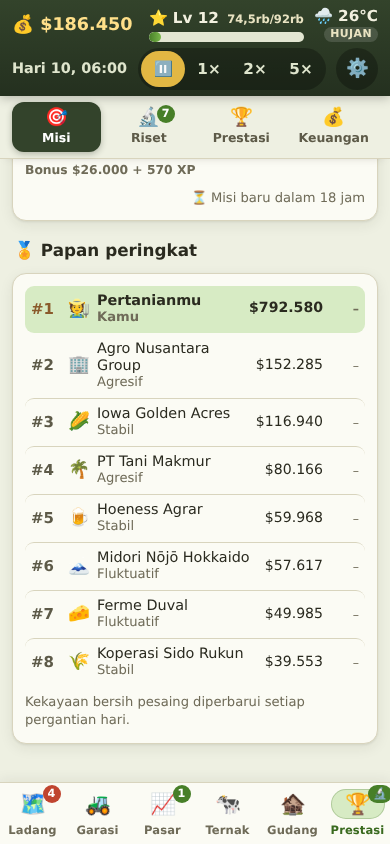 $186.450
Lv 12 74,5rb/92rb
26°C
HUJAN
Hari 10, 06:00
1× 2× 5×
7
Misi Riset Prestasi Keuangan
Bonus $26.000 + 570 XP
Misi baru dalam 18 jam
Papan peringkat
#1 Pertanianmu $792.580 –
Kamu
#2 Agro Nusantara Group $152.285 –
Agresif
#3 Iowa Golden Acres $116.940 –
Stabil
#4 PT Tani Makmur $80.166 –
Agresif
#5 Hoeness Agrar $59.968 –
Stabil
#6 Midori Nōjō Hokkaido $57.617 –
Fluktuatif
#7 Ferme Duval $49.985 –
Fluktuatif
#8 Koperasi Sido Rukun $39.553 –
Stabil
Kekayaan bersih pesaing diperbarui setiap
pergantian hari.
4 1
Ladang Garasi Pasar Ternak Gudang Prestasi